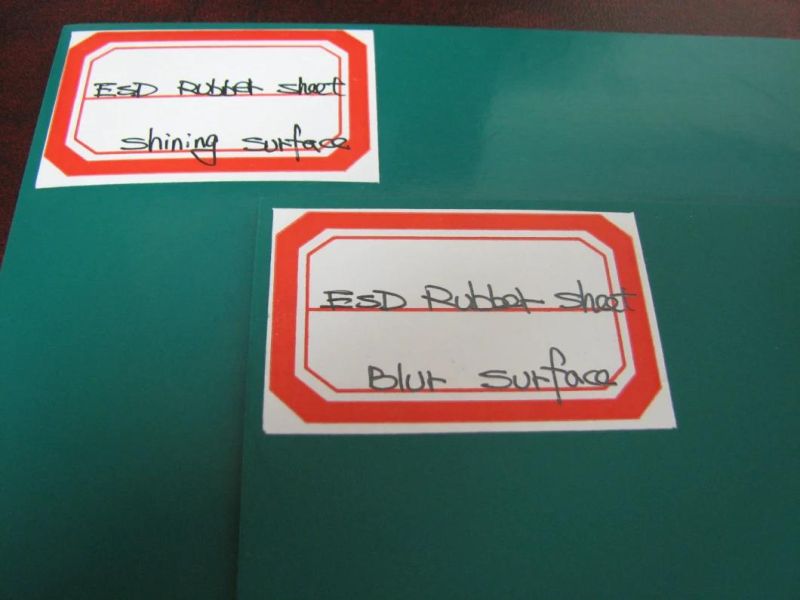 ESD Rubber sheet
shining surface
ESD Rubber sheet
Blur surface